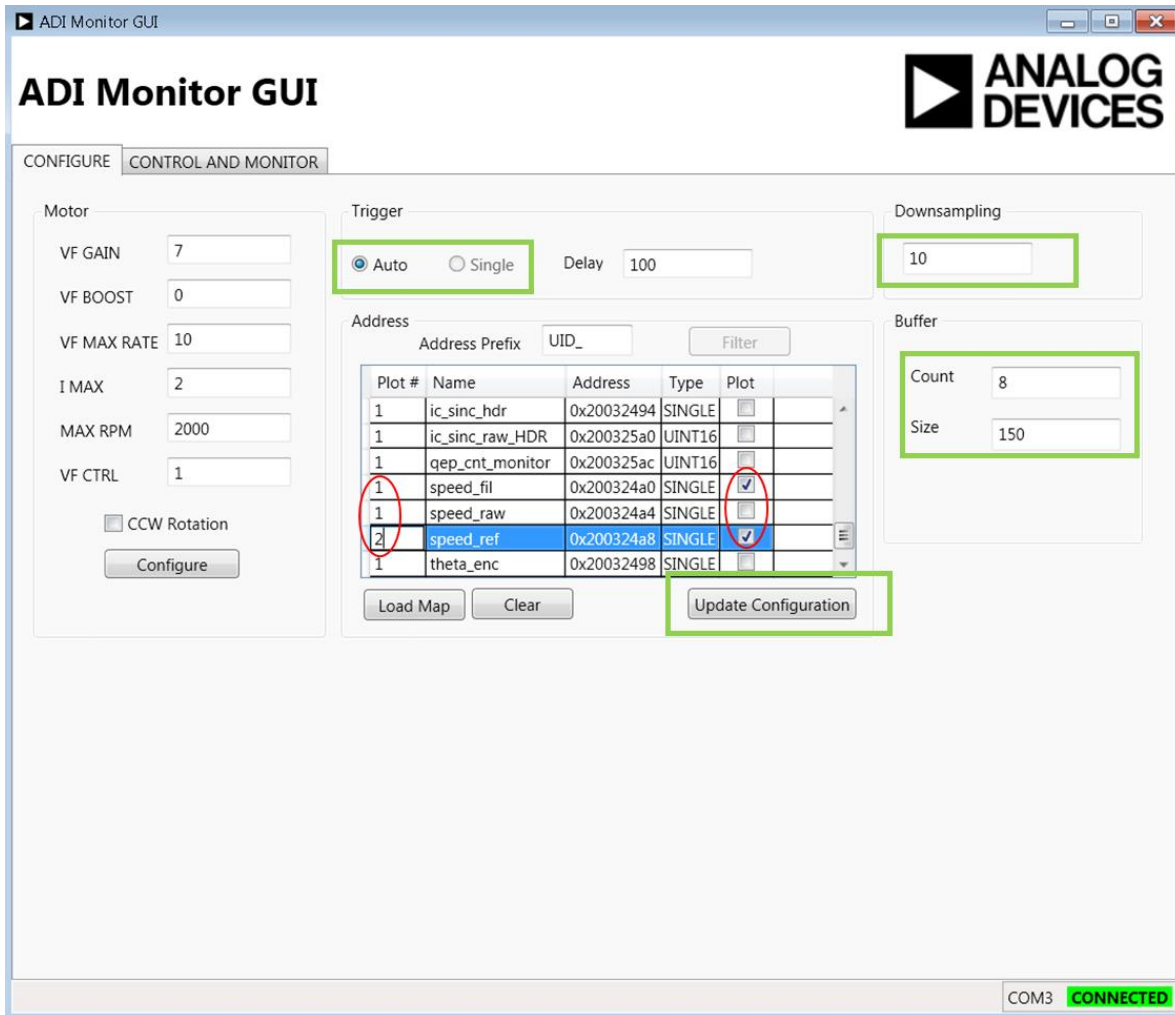 ADI Monitor GUI
ADI Monitor GUI
ANALOG
DEVICES
CONFIGURE CONTROL AND MONITOR
Motor
VF GAIN 7
VF BOOST 0
VF MAX RATE 10
I MAX 2
MAX RPM 2000
VF CTRL 1
CCW Rotation
Configure
Trigger
Auto Single Delay 100
Address
Address Prefix UID_ Filter
Plot # Name Address Type Plot
1 ic_sinc_hdr 0x20032494 SINGLE
1 ic_sinc_raw_HDR 0x200325a0 UINT16
1 qep_cnt_monitor 0x200325ac UINT16
1 speed_fil 0x200324a0 SINGLE
1 speed_raw 0x200324a4 SINGLE
2 speed_ref 0x200324a8 SINGLE
1 theta_enc 0x20032498 SINGLE
Load Map Clear Update Configuration
Downsampling
10
Buffer
Count 8
Size 150
COM3 CONNECTED